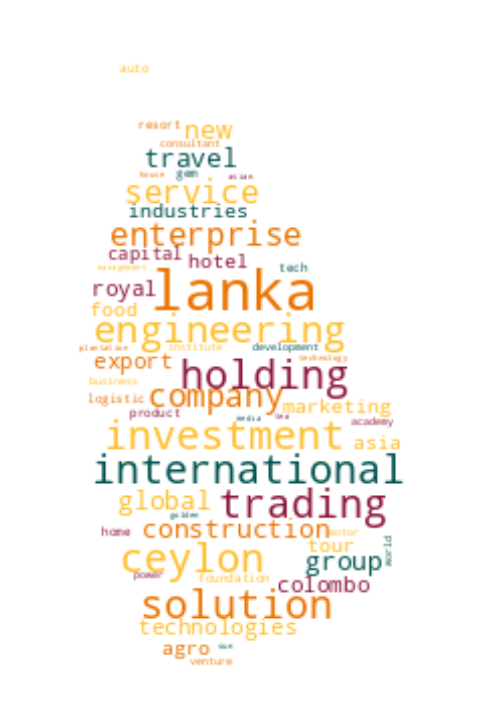 auto
resort new
consultant
travel
house gem asian
service
industries
enterprise
capital hotel
management tech
royal lanka
food
engineering
plantation institute development
export technology
holding
business
logistic company marketing
product media tea academy
investment asia
international
global trading
golden
home construction motor
tour world
ceylon group
power foundation colombo
solution
technologies
agro sun
venture